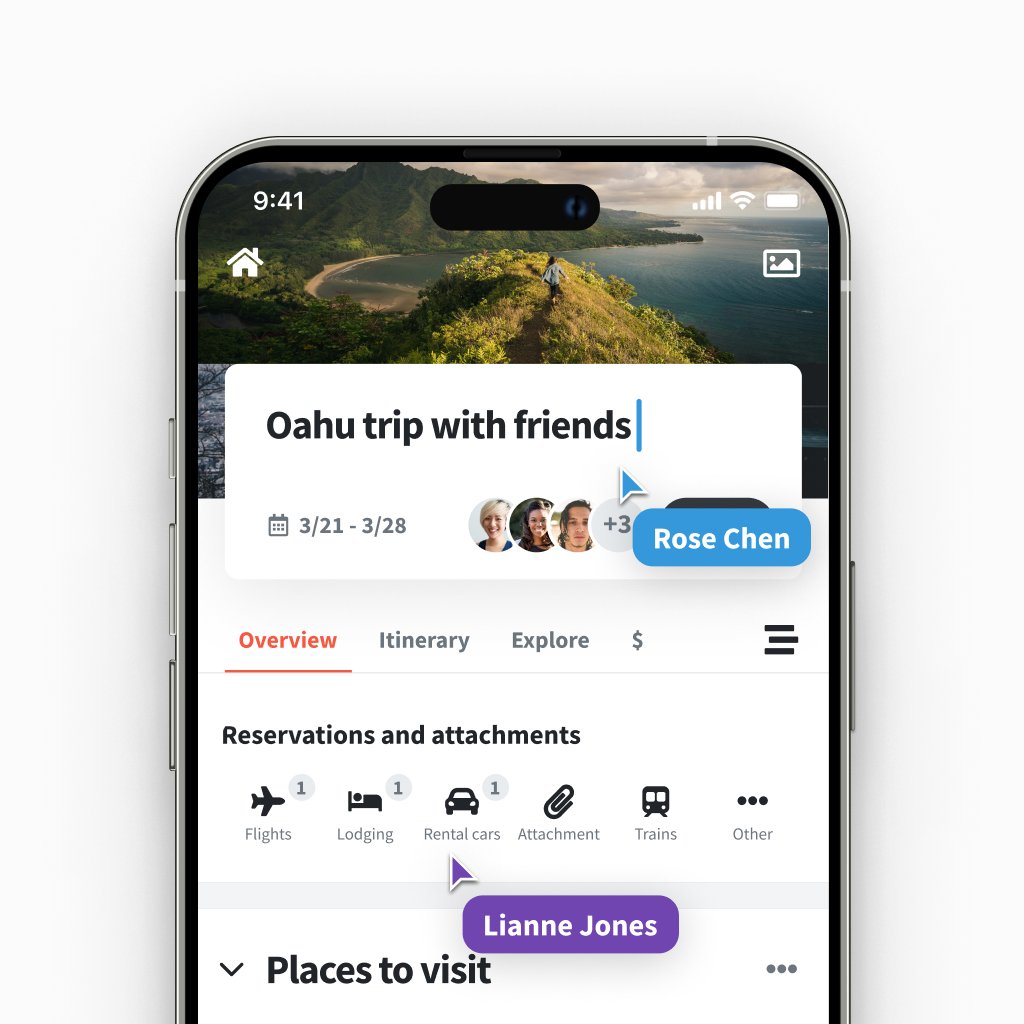 9:41
Oahu trip with friends
3/21 - 3/28
+3
Rose Chen
Overview Itinerary Explore $
Reservations and attachments
1 1 1
Flights Lodging Rental cars Attachment Trains Other
Lianne Jones
Places to visit